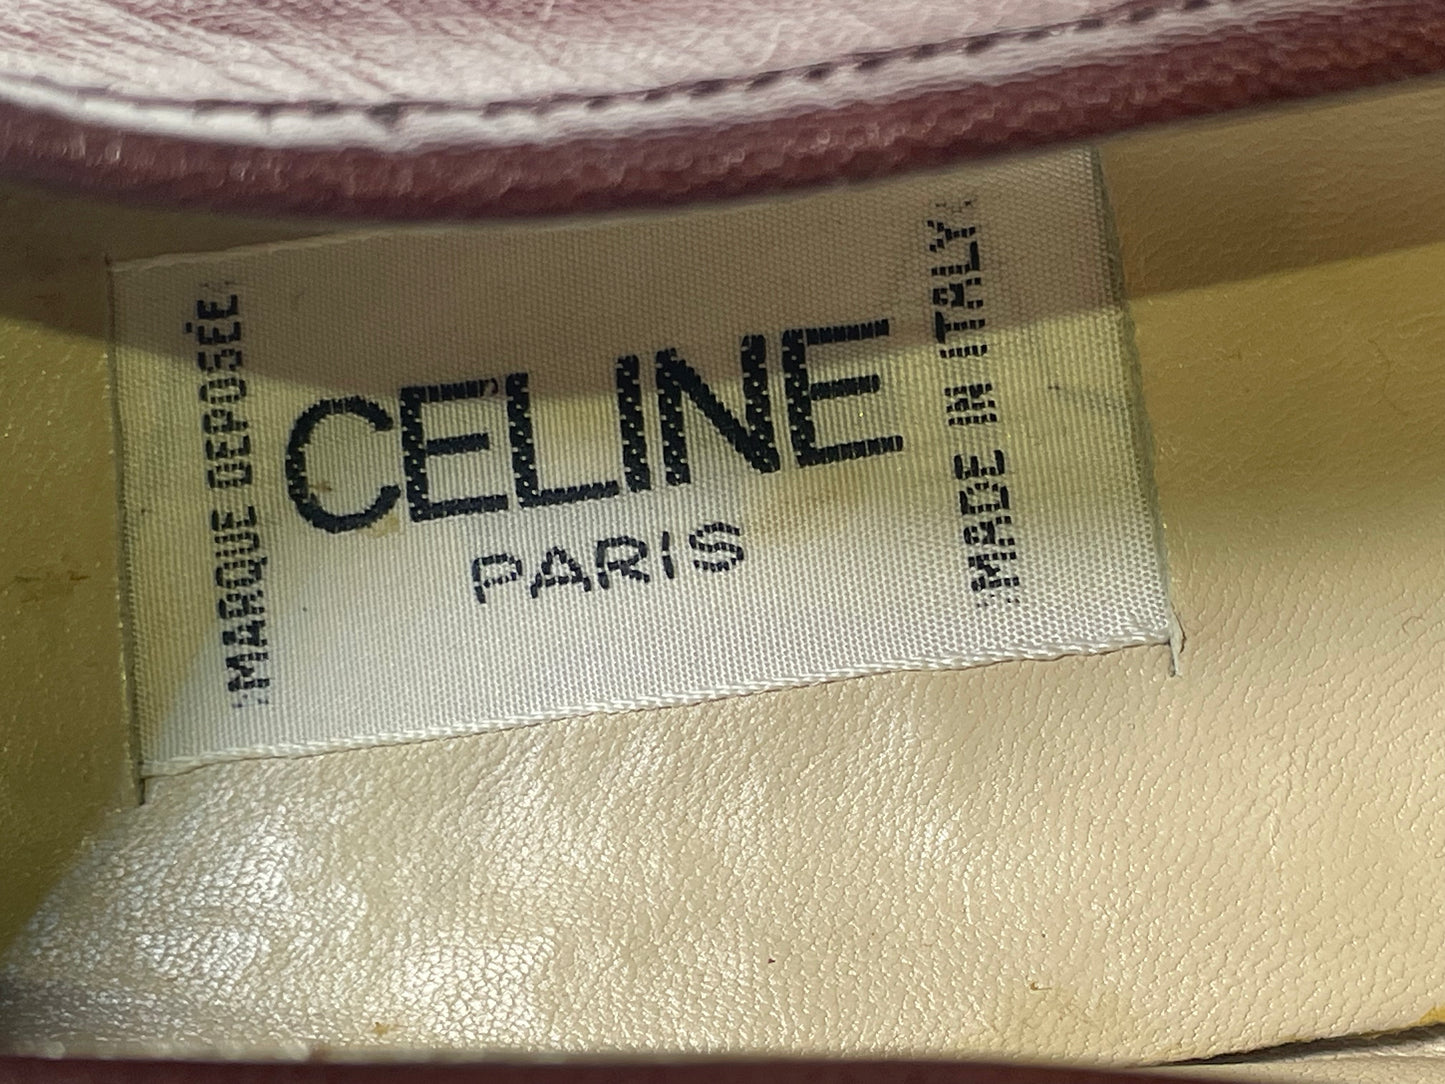 MARQUE DEPOSÉE
CELINE
PARIS
MADE IN ITALY